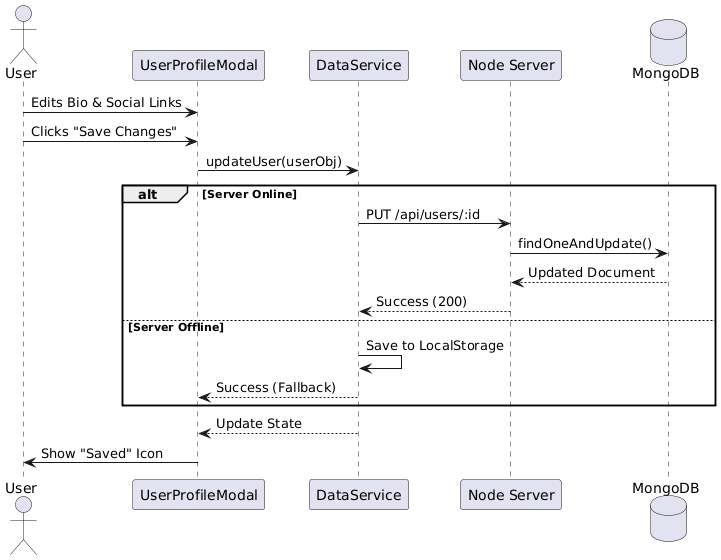 User
UserProfileModal
DataService
Node Server
MongoDB
Edits Bio & Social Links
Clicks "Save Changes"
updateUser(userObj)
alt
[Server Online]
PUT /api/users/:id
findOneAndUpdate()
Updated Document
Success (200)
[Server Offline]
Save to LocalStorage
Success (Fallback)
Update State
Show "Saved" Icon
User
UserProfileModal
DataService
Node Server
MongoDB